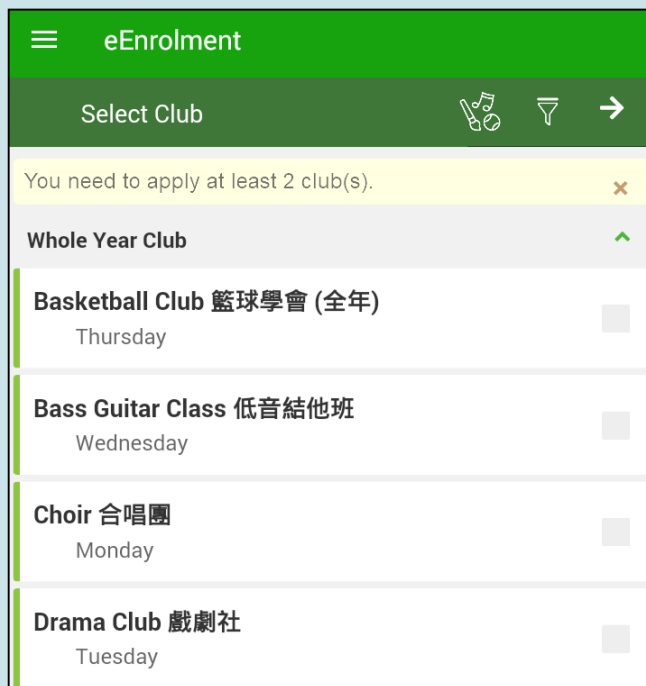 eEnrolment
Select Club
You need to apply at least 2 club(s).
Whole Year Club
Basketball Club 籃球學會 (全年)
Thursday
Bass Guitar Class 低音結他班
Wednesday
Choir 合唱團
Monday
Drama Club 戲劇社
Tuesday